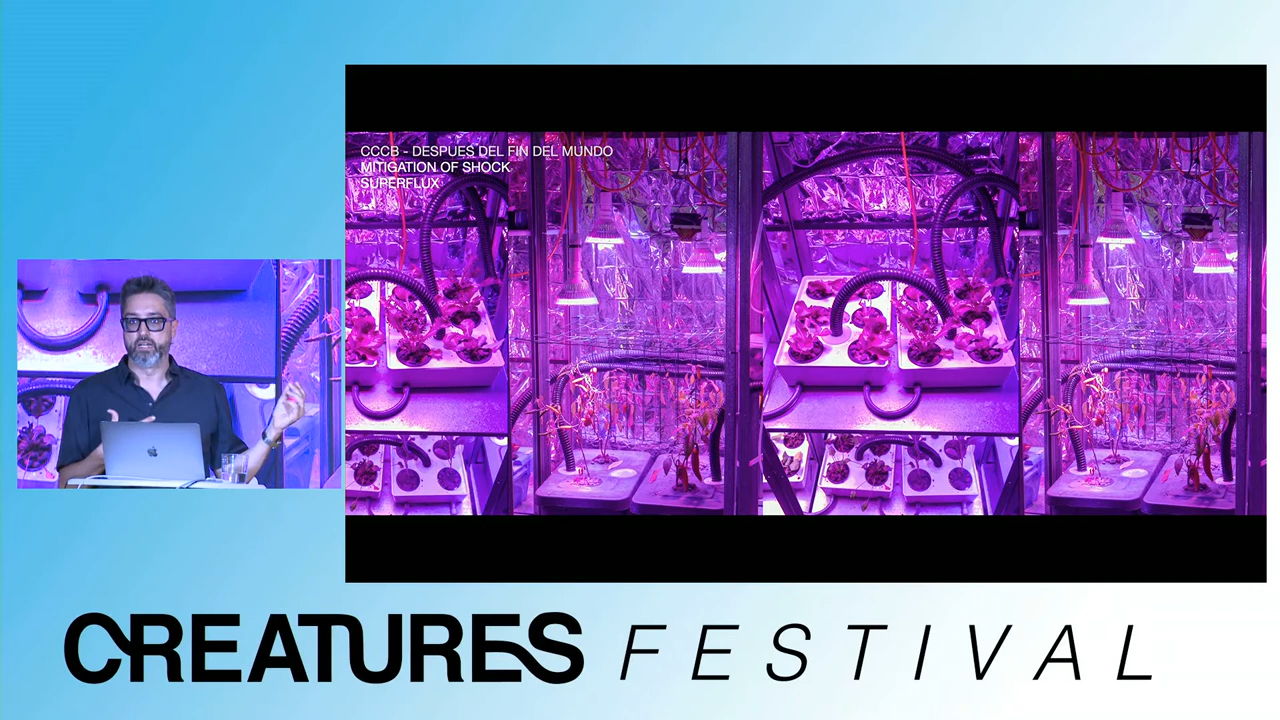 CCCB - DESPUES DEL FIN DEL MUNDO
MITIGATION OF SHOCK
SUPERFLUX
CREATURES FESTIVAL